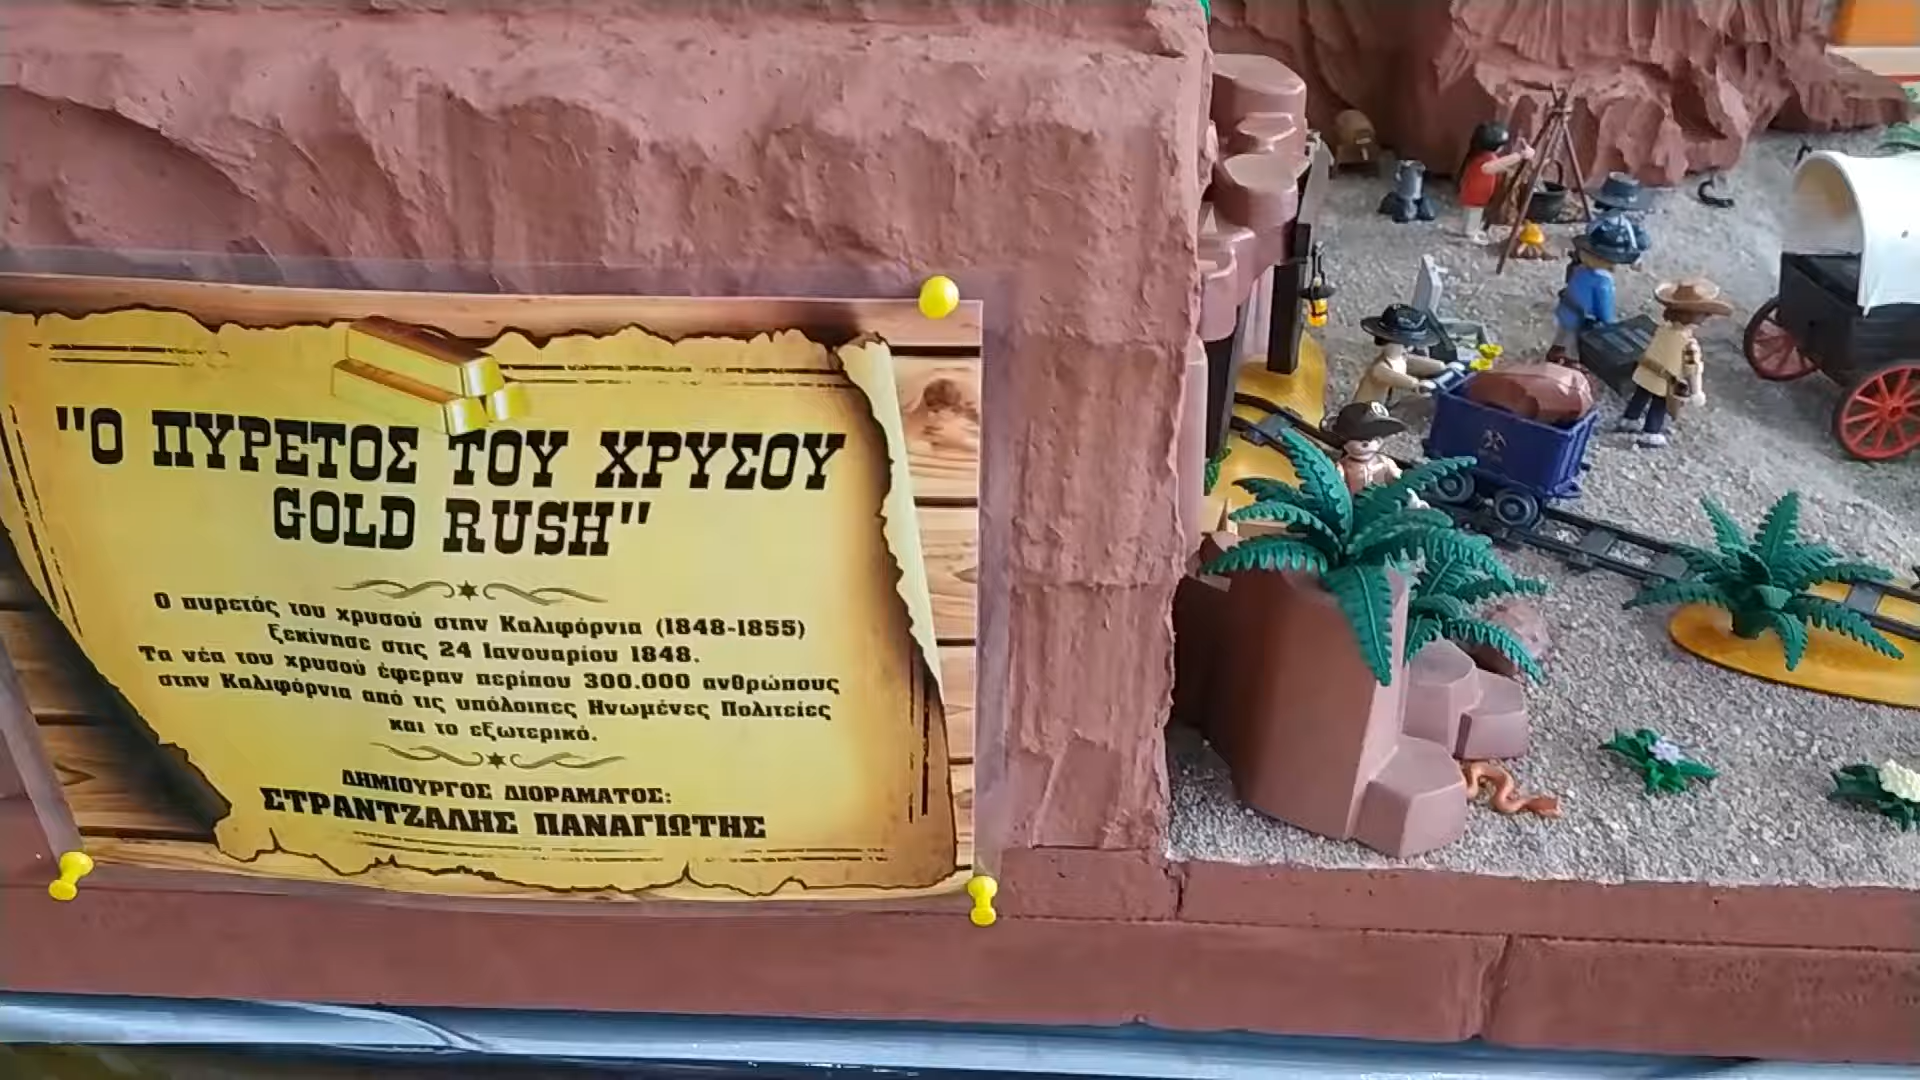 "Ο ΠΥΡΕΤΟΣ ΤΟΥ ΧΡΥΣΟΥ
GOLD RUSH"
Ο πυρετός του χρυσού στην Καλιφόρνια (1848-1855)
ξεκίνησε στις 24 Ιανουαρίου 1848.
Τα νέα του χρυσού έφεραν περίπου 300.000 ανθρώπους
στην Καλιφόρνια από τις υπόλοιπες Ηνωμένες Πολιτείες
και το εξωτερικό.
ΔΗΜΙΟΥΡΓΟΣ ΔΙΟΡΑΜΑΤΟΣ:
ΣΤΡΑΝΤΖΑΛΗΣ ΠΑΝΑΓΙΩΤΗΣ